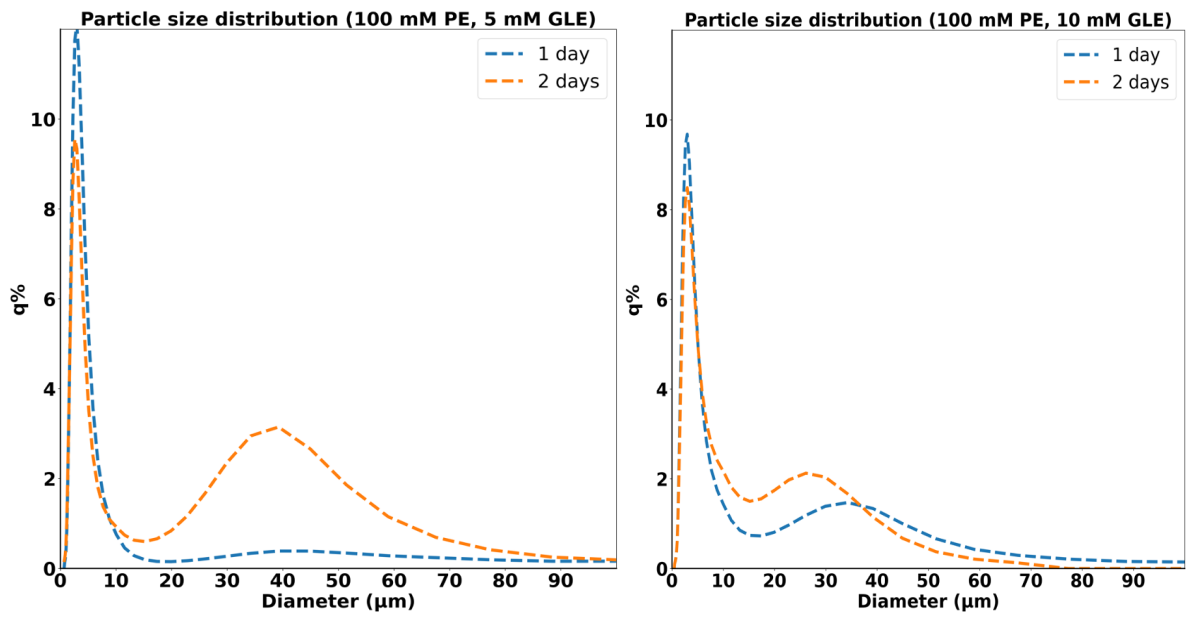 Particle size distribution (100 mM PE, 5 mM GLE)
1 day
2 days
10
8
6
4
2
0
q%
0 10 20 30 40 50 60 70 80 90
Diameter (μm)
Particle size distribution (100 mM PE, 10 mM GLE)
1 day
2 days
10
8
6
4
2
0
q%
0 10 20 30 40 50 60 70 80 90
Diameter (μm)